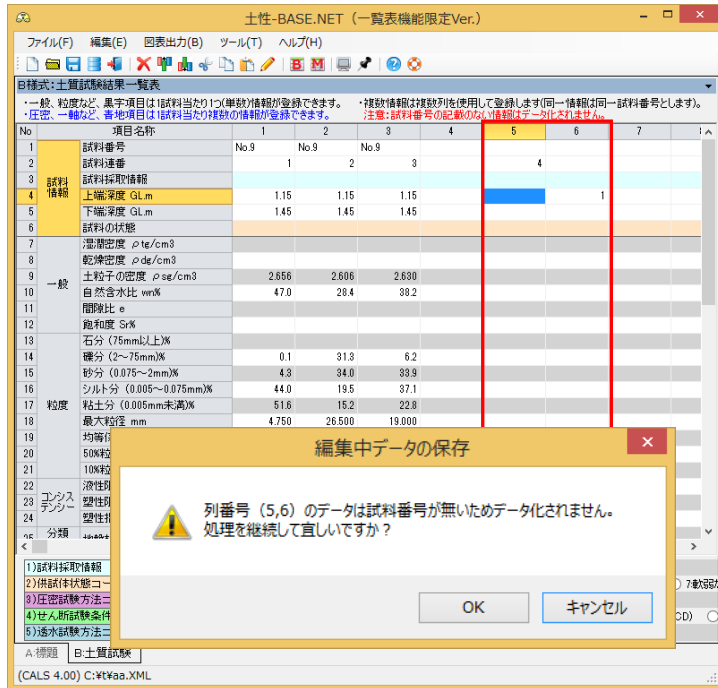 土性-BASE.NET (一覧表機能限定Ver.)
ファイル(F) 編集(E) 図表出力(B) ツール(T) ヘルプ(H)
B様式:土質試験結果一覧表
・一般、粒度など、黒字項目は1試料当たり1つ(単数)情報が登録できます。 ・複数情報は複数列を使用して登録します(同一情報は同一試料番号とします)。
・圧密、一軸など、青地項目は1試料当たり複数の情報が登録できます。 注意:試料番号の記載のない情報はデータ化されません。
No 項目名称 1 2 3 4 5 6 7
試料情報
1 試料番号 No.9 No.9 No.9
2 試料連番 1 2 3 4
3 試料採取情報
4 上端深度 GL.m 1.15 1.15 1.15 1
5 下端深度 GL.m 1.45 1.45 1.45
6 試料の状態
一般
7 湿潤密度 ρtg/cm3
8 乾燥密度 ρdg/cm3
9 土粒子の密度 ρsg/cm3 2.656 2.606 2.630
10 自然含水比 wn% 47.0 28.4 38.2
11 間隙比 e
12 飽和度 Sr%
粒度
13 石分 (75mm以上)%
14 礫分 (2～75mm)% 0.1 31.3 6.2
15 砂分 (0.075～2mm)% 4.3 34.0 33.9
16 シルト分 (0.005～0.075mm)% 44.0 19.5 37.1
17 粘土分 (0.005mm未満)% 51.6 15.2 22.8
18 最大粒径 mm 4.750 26.500 19.000
19 均等
20 50%粒
21 10%粒
コンシステンシー
22 液性
23 塑性
24 塑性
25 分類
編集中データの保存
列番号 (5,6) のデータは試料番号が無いためデータ化されません。
処理を継続して宜しいですか?
OK キャンセル
1)試料採取情報
2)供試体状態コー
3)圧密試験方法コ
4)せん断試験条件 CD)
5)透水試験方法コ
A:標題 B:土質試験
(CALS 4.00) C:¥t¥aa.XML